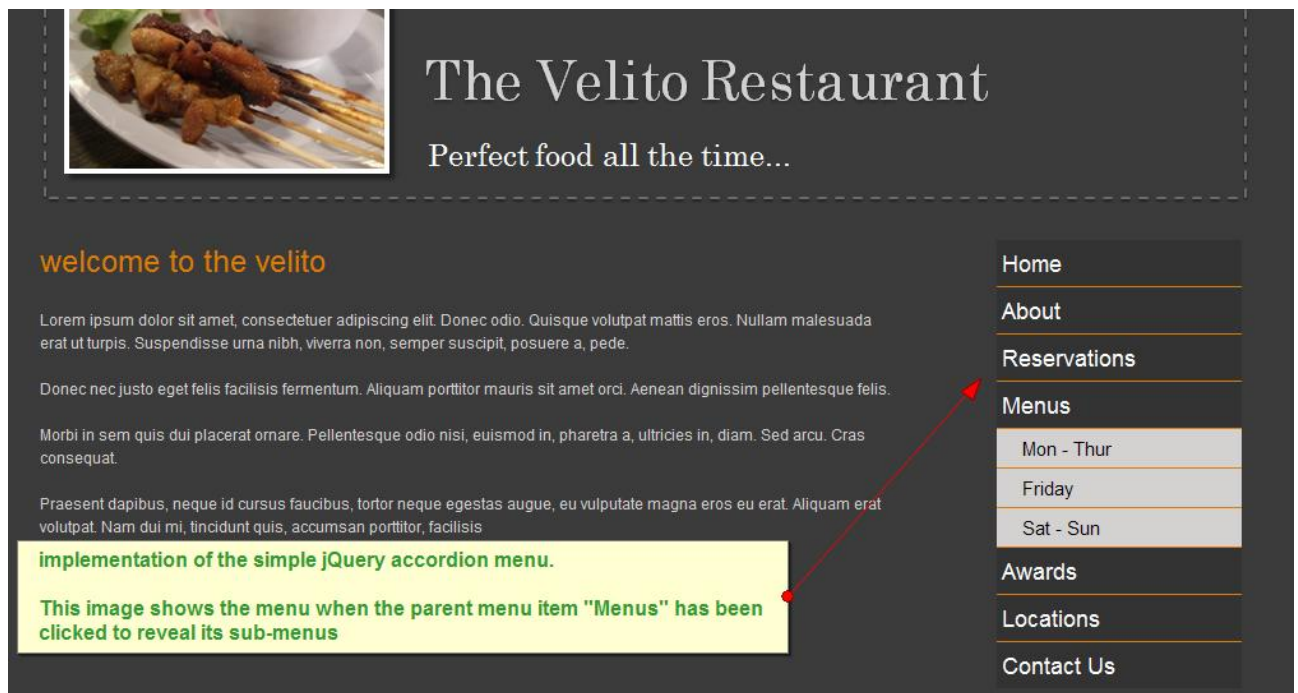 The Velito Restaurant
Perfect food all the time...
welcome to the velito
Lorem ipsum dolor sit amet, consectetuer adipiscing elit. Donec odio. Quisque volutpat mattis eros. Nullam malesuada
erat ut turpis. Suspendisse urna nibh, viverra non, semper suscipit, posuere a, pede.
Donec nec justo eget felis facilisis fermentum. Aliquam porttitor mauris sit amet orci. Aenean dignissim pellentesque felis.
Morbi in sem quis dui placerat ornare. Pellentesque odio nisi, euismod in, pharetra a, ultricies in, diam. Sed arcu. Cras
consequat.
Praesent dapibus, neque id cursus faucibus, tortor neque egestas augue, eu vulputate magna eros eu erat. Aliquam erat
volutpat. Nam dui mi, tincidunt quis, accumsan porttitor, facilisis
implementation of the simple jQuery accordion menu.
This image shows the menu when the parent menu item "Menus" has been
clicked to reveal its sub-menus
Home
About
Reservations
Menus
Mon - Thur
Friday
Sat - Sun
Awards
Locations
Contact Us